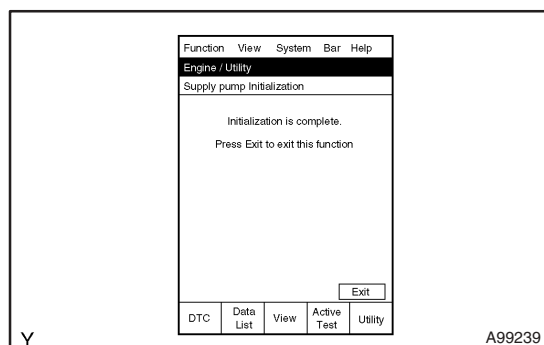 Function View System Bar Help
Engine / Utility
Supply pump Initialization
Initialization is complete.
Press Exit to exit this function
Exit
DTC Data List View Active Test Utility
Y A99239